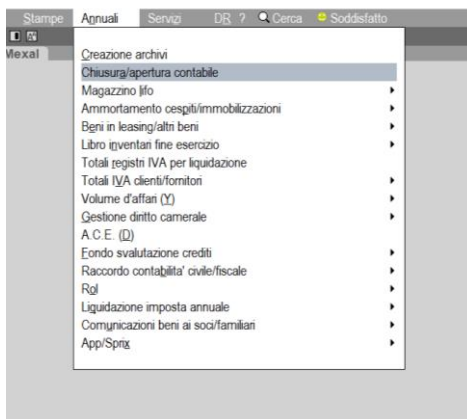 Stampe Annuali Servizi DR ? Cerca Soddisfatto
Mexal
Creazione archivi
Chiusura/apertura contabile
Magazzino lifo
Ammortamento cespiti/immobilizzazioni
Beni in leasing/altri beni
Libro inventari fine esercizio
Totali registri IVA per liquidazione
Totali IVA clienti/fornitori
Volume d'affari (Y)
Gestione diritto camerale
A.C.E. (D)
Fondo svalutazione crediti
Raccordo contabilita' civile/fiscale
Rol
Liquidazione imposta annuale
Comunicazioni beni ai soci/familiari
App/Sprix